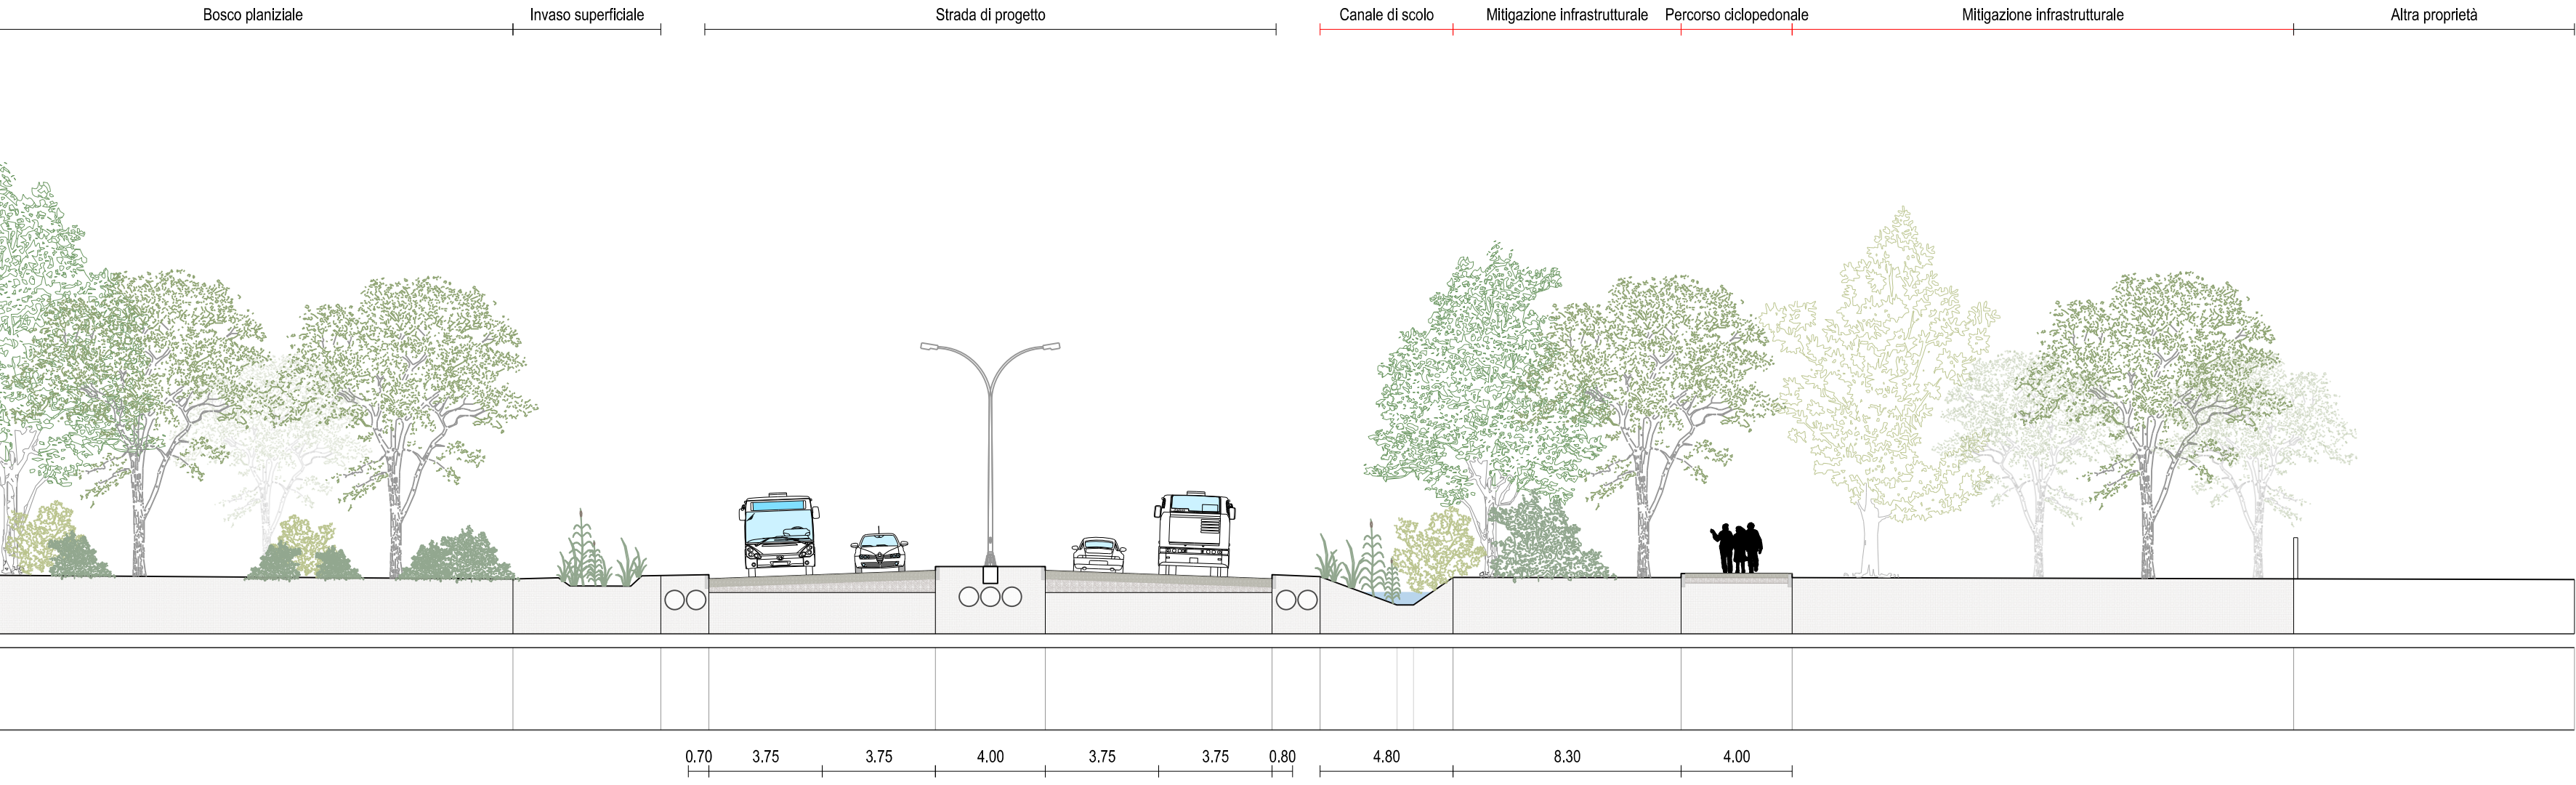 Bosco planiziale Invaso superficiale Strada di progetto Canale di scolo Mitigazione infrastrutturale Percorso ciclopedonale Mitigazione infrastrutturale Altra proprietà
0.70 3.75 3.75 4.00 3.75 3.75 0.80 4.80 8.30 4.00